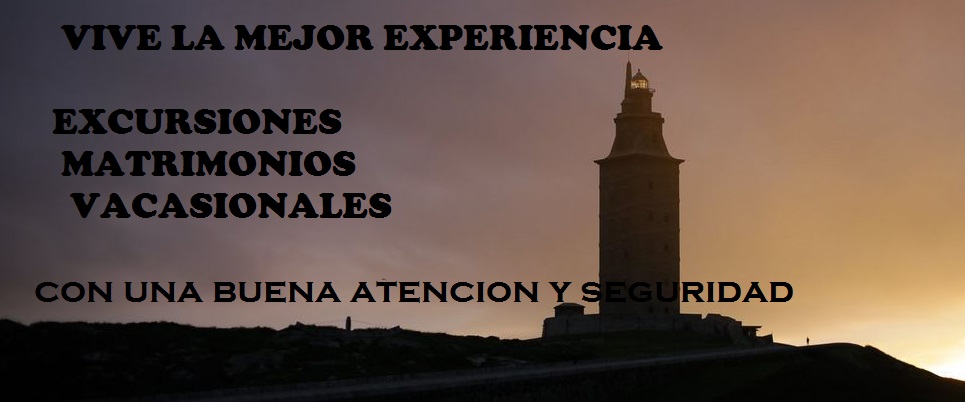 VIVE LA MEJOR EXPERIENCIA
EXCURSIONES
MATRIMONIOS
VACASIONALES
CON UNA BUENA ATENCION Y SEGURIDAD